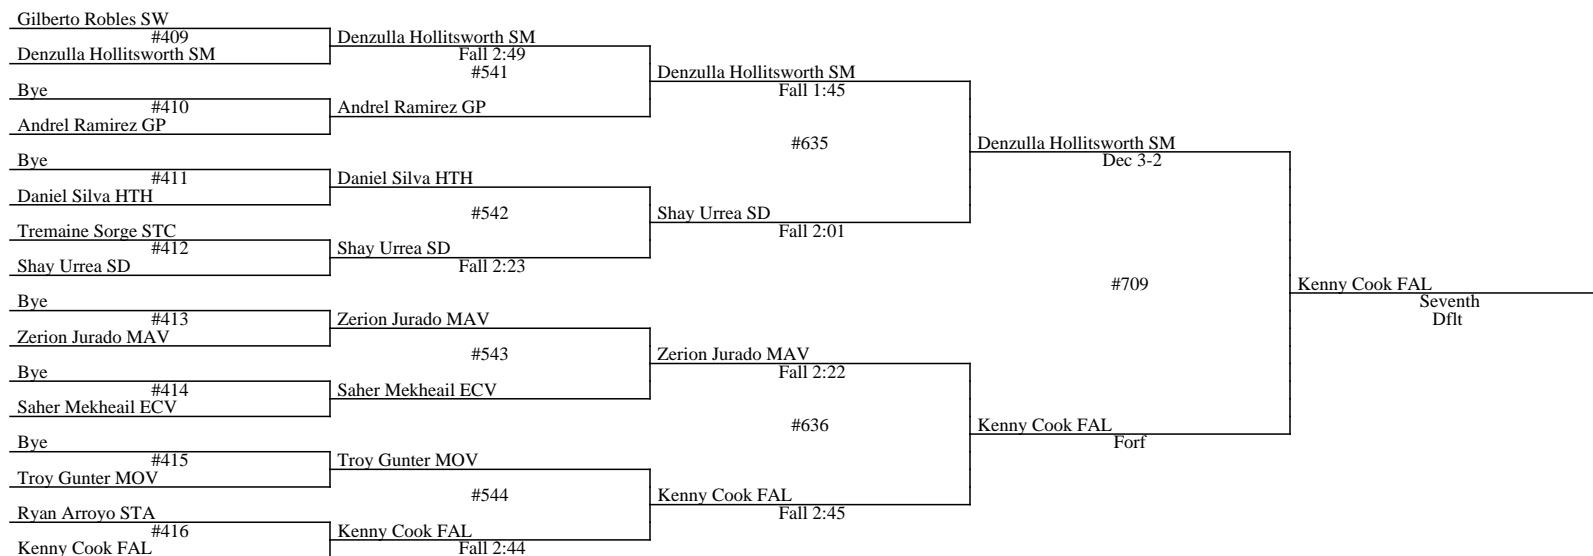 Gilberto Robles SW
#409
Denzulla Hollitsworth SM
Denzulla Hollitsworth SM
Fall 2:49
#541
Denzulla Hollitsworth SM
Fall 1:45
Bye
#410
Andrel Ramirez GP
Andrel Ramirez GP
#635
Denzulla Hollitsworth SM
Dec 3-2
Bye
#411
Daniel Silva HTH
Daniel Silva HTH
#542
Shay Urrea SD
Fall 2:01
Tremaine Sorge STC
#412
Shay Urrea SD
Shay Urrea SD
Fall 2:23
#709
Kenny Cook FAL
Seventh
Dflt
Bye
#413
Zerion Jurado MAV
Zerion Jurado MAV
#543
Zerion Jurado MAV
Fall 2:22
Bye
#414
Saher Mekheail ECV
Saher Mekheail ECV
#636
Kenny Cook FAL
Forf
Bye
#415
Troy Gunter MOV
Troy Gunter MOV
#544
Kenny Cook FAL
Fall 2:45
Ryan Arroyo STA
#416
Kenny Cook FAL
Kenny Cook FAL
Fall 2:44